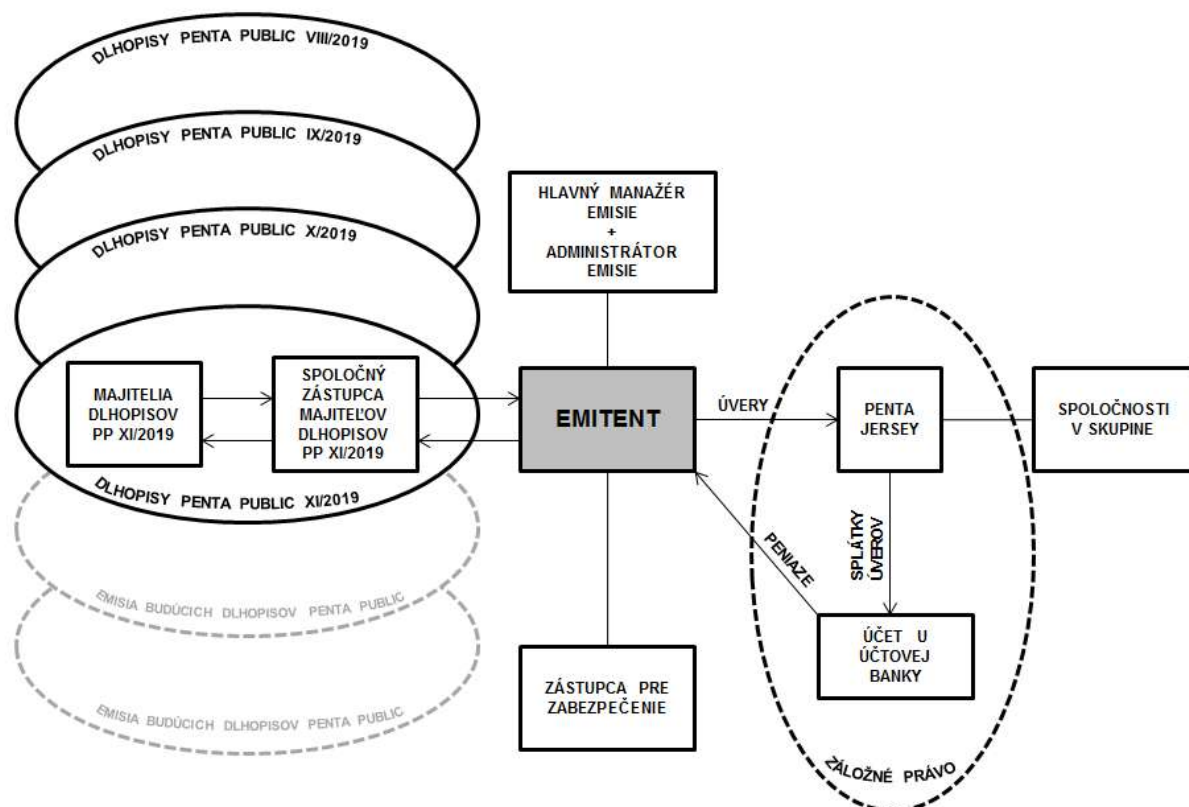 DLHOPISY PENTA PUBLIC VIII/2019
DLHOPISY PENTA PUBLIC IX/2019
DLHOPISY PENTA PUBLIC X/2019
HLAVNÝ MANAŽÉR
EMISIE
+
ADMINISTRÁTOR
EMISIE
MAJITELIA
DLHOPISOV
PP XI/2019
SPOLOČNÝ
ZÁSTUPCA
MAJITEĽOV
DLHOPISOV
PP XI/2019
EMITENT
ÚVERY
PENTA
JERSEY
SPOLOČNOSTI
V SKUPINE
DLHOPISY PENTA PUBLIC XI/2019
PENIAZE
SPLÁTKY
ÚVEROV
EMISIA BUDÚCICH DLHOPISOV PENTA PUBLIC
ÚČET U
ÚČTOVEJ
BANKY
ZÁSTUPCA PRE
ZABEZPEČENIE
EMISIA BUDÚCICH DLHOPISOV PENTA PUBLIC
ZÁLOŽNÉ PRÁVO